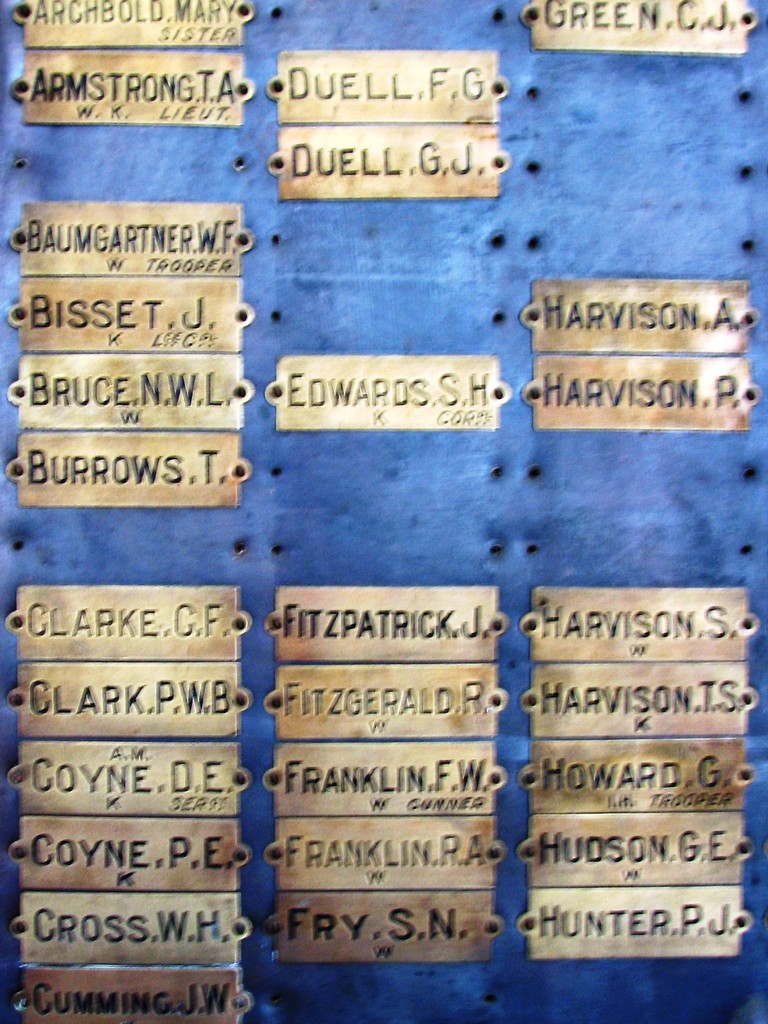 ARCHBOLD.MARY
SISTER
ARMSTRONG.T.A
W. K. LIEUT.
BAUMGARTNER.W.F.
W TROOPER
BISSET.J.
K
BRUCE.N.W.L.
W
BURROWS.T.
CLARKE.C.F.
CLARK.P.W.B
A.M.
COYNE.D.E.
K SERGT
COYNE.P.E.
K
CROSS.W.H.
CUMMING.J.W
DUELL.F.G
DUELL.G.J.
EDWARDS.S.H
K CORPL
FITZPATRICK.J.
FITZGERALD.R.
W
FRANKLIN.F.W.
W GUNNER
FRANKLIN.R.A
W
FRY.S.N.
W
GREEN.C.J.
HARVISON.A.
HARVISON.P.
HARVISON.S.
W
HARVISON.T.S.
K
HOWARD.G.
TROOPER
HUDSON.G.E.
W
HUNTER.P.J.